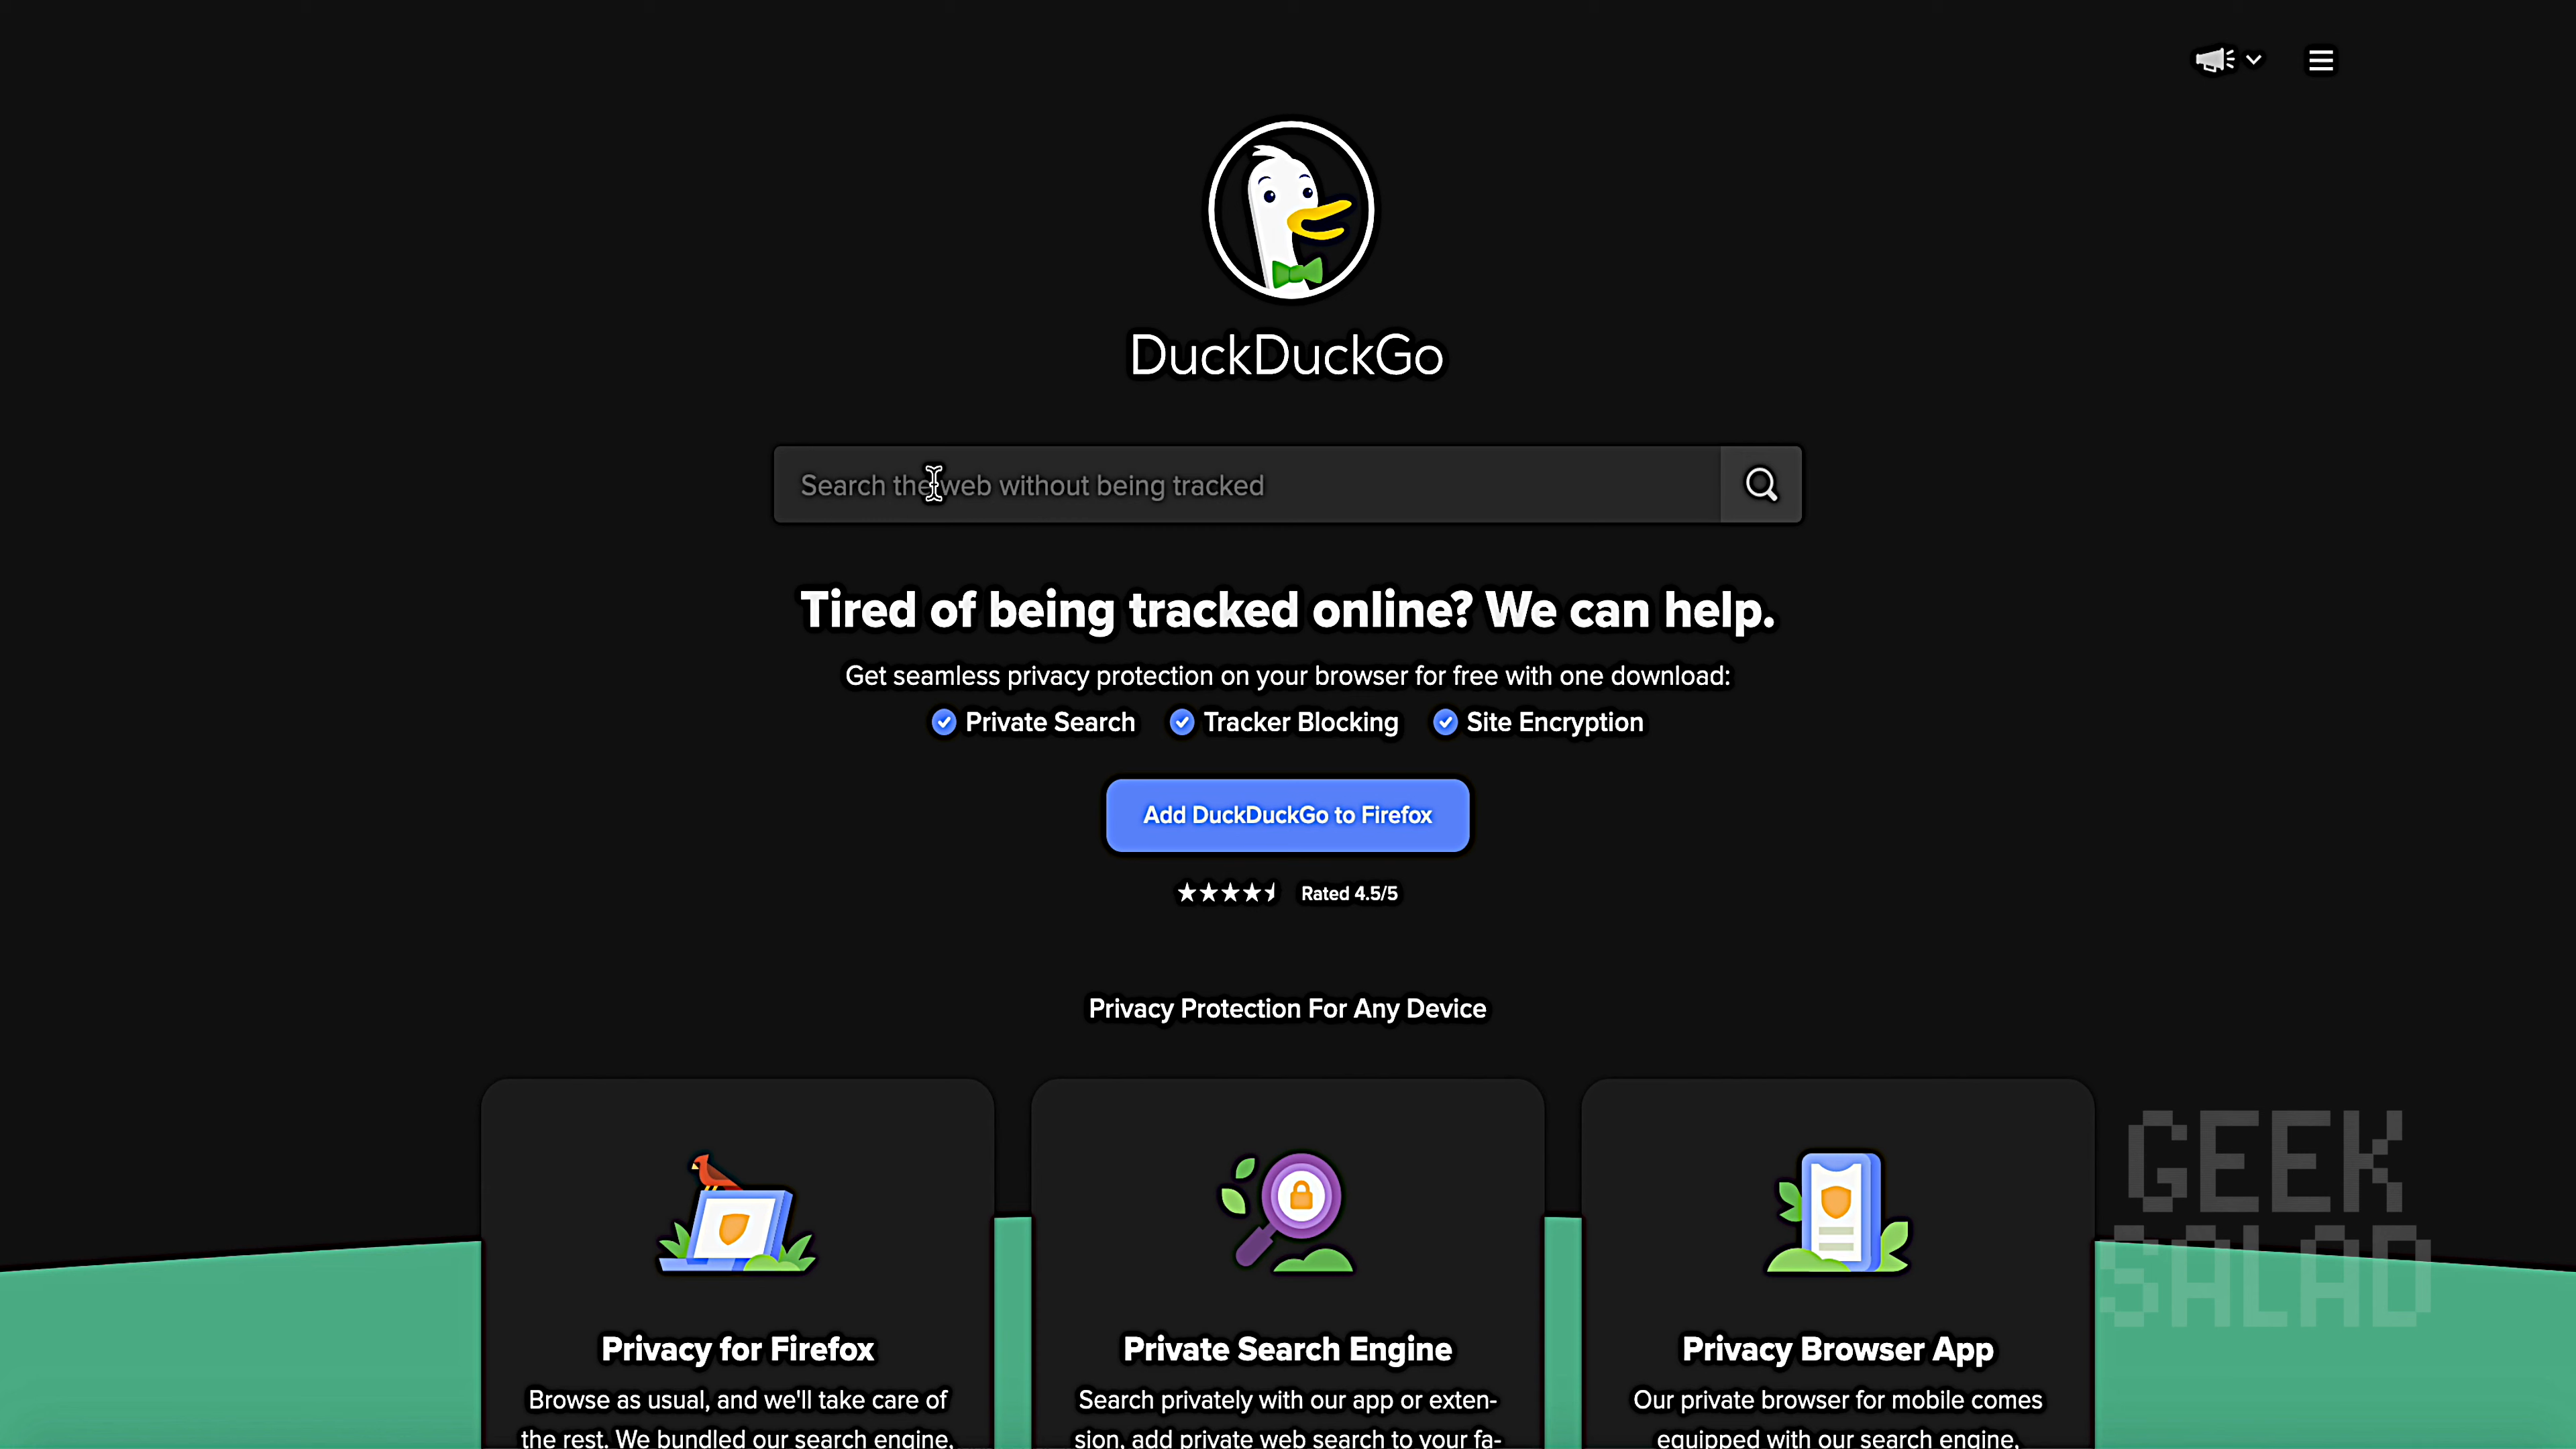 DuckDuckGo
Search the web without being tracked
Tired of being tracked online? We can help.
Get seamless privacy protection on your browser for free with one download:
Private Search Tracker Blocking Site Encryption
Add DuckDuckGo to Firefox
Rated 4.5/5
Privacy Protection For Any Device
Privacy for Firefox
Browse as usual, and we'll take care of
the rest. We bundled our search engine,
Private Search Engine
Search privately with our app or exten-
sion, add private web search to your fa-
Privacy Browser App
Our private browser for mobile comes
equipped with our search engine,
GEEK
SALAD